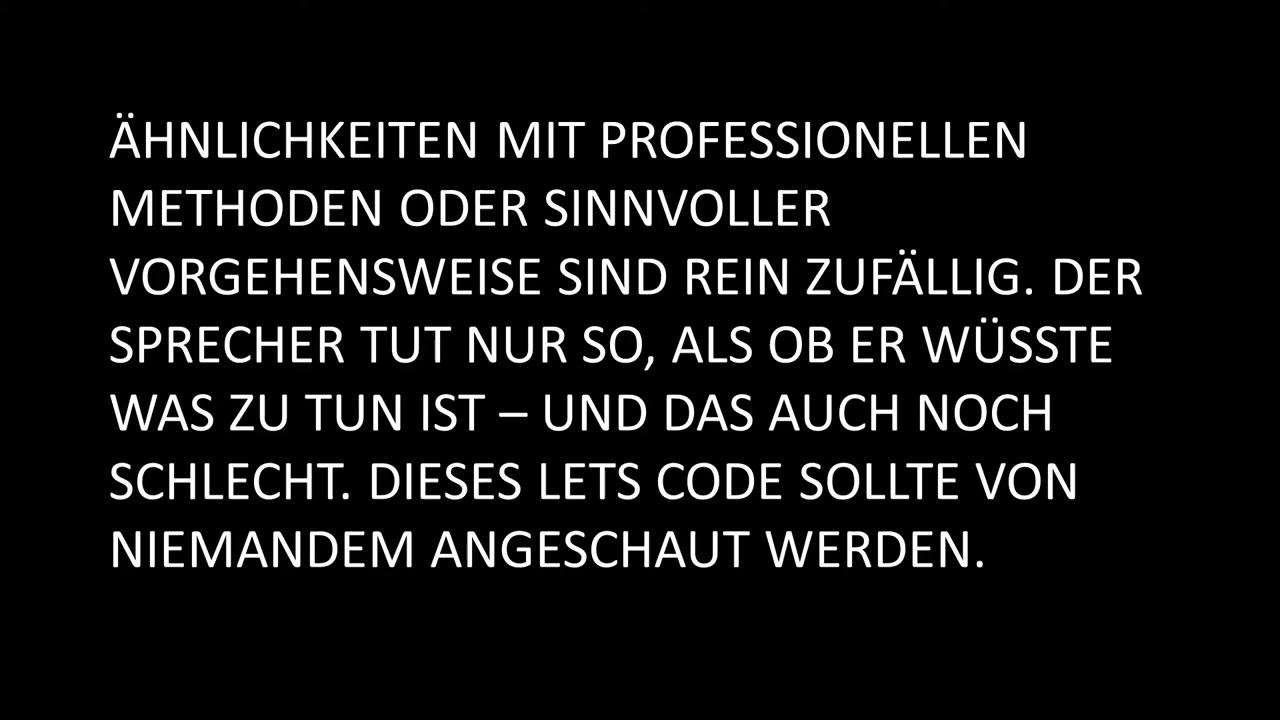 ÄHNLICHKEITEN MIT PROFESSIONELLEN
METHODEN ODER SINNVOLLER
VORGEHENSWEISE SIND REIN ZUFÄLLIG. DER
SPRECHER TUT NUR SO, ALS OB ER WÜSSTE
WAS ZU TUN IST – UND DAS AUCH NOCH
SCHLECHT. DIESES LETS CODE SOLLTE VON
NIEMANDEM ANGESCHAUT WERDEN.